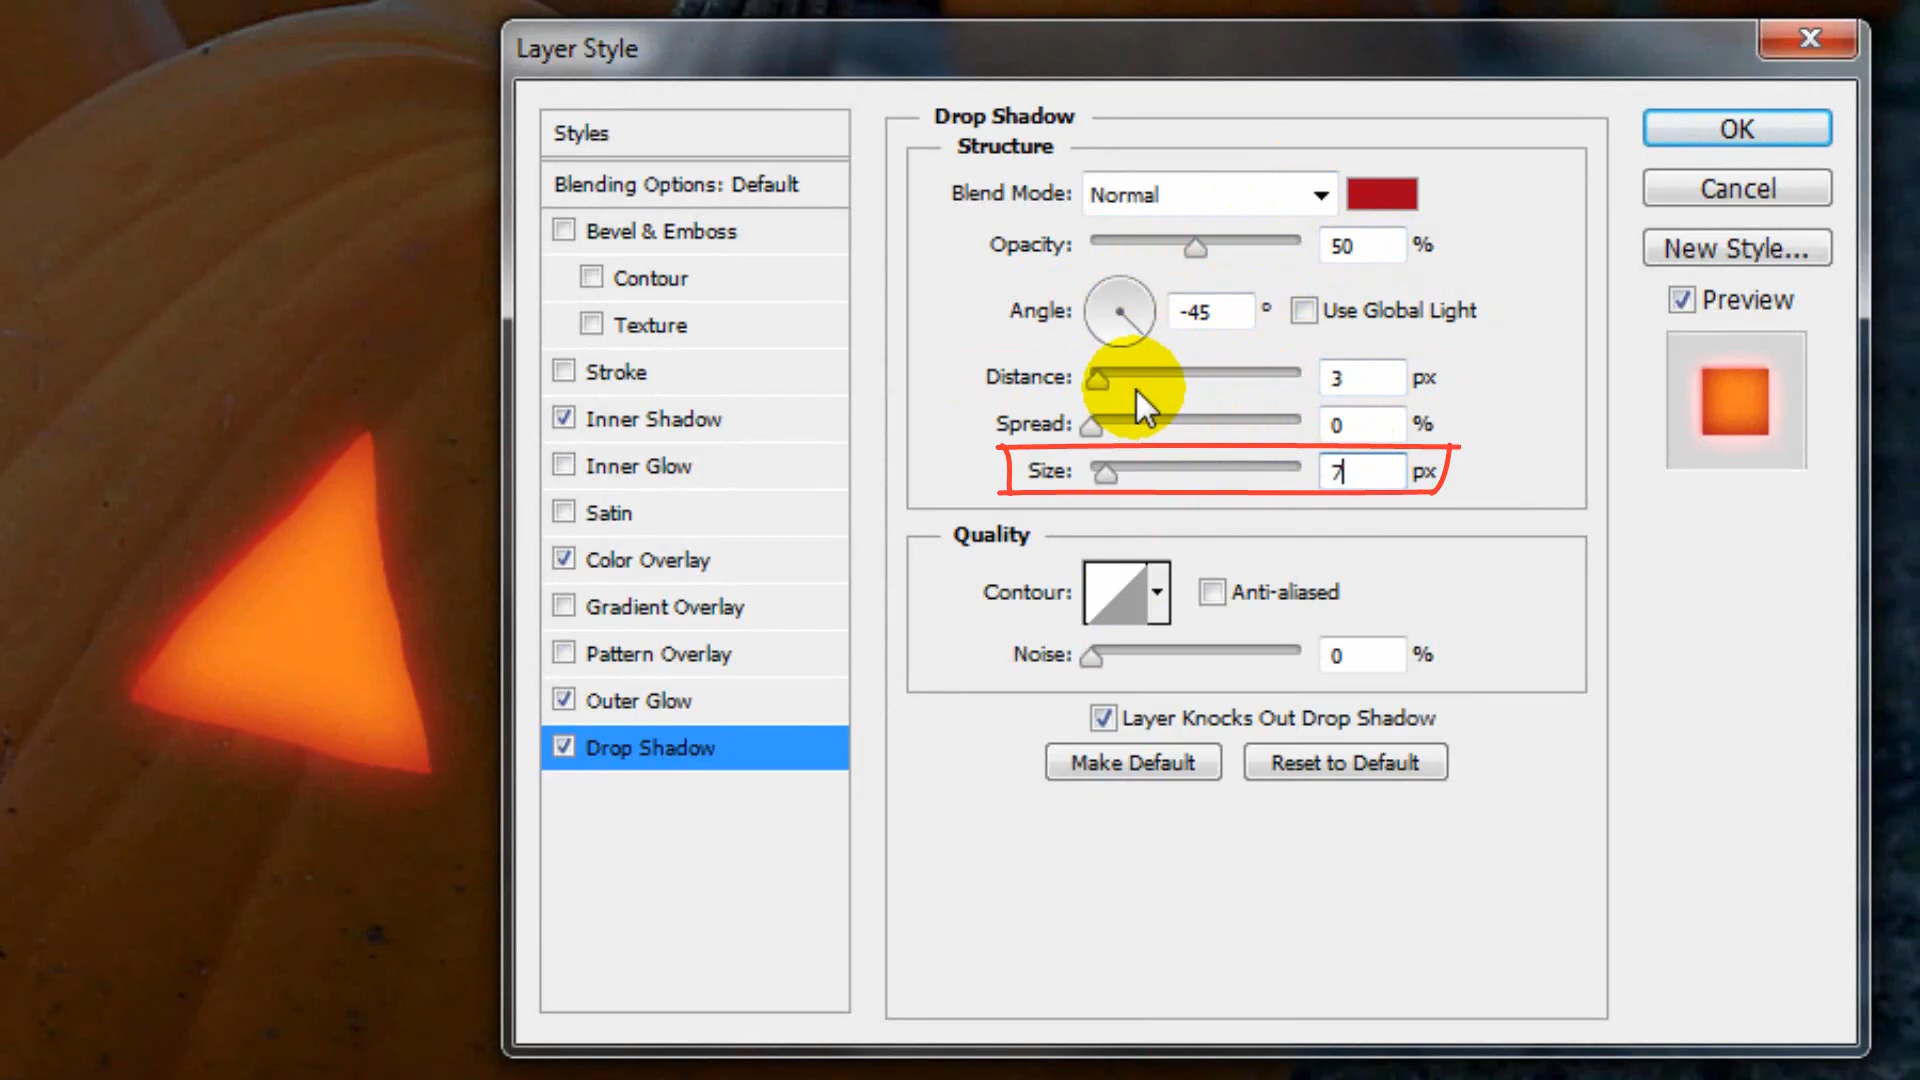 Layer Style
Styles
Blending Options: Default
Bevel & Emboss
Contour
Texture
Stroke
Inner Shadow
Inner Glow
Satin
Color Overlay
Gradient Overlay
Pattern Overlay
Outer Glow
Drop Shadow
Drop Shadow
Structure
Blend Mode: Normal
Opacity: 50 %
Angle: -45 ° Use Global Light
Distance: 3 px
Spread: 0 %
Size: 7 px
Quality
Contour: Anti-aliased
Noise: 0 %
Layer Knocks Out Drop Shadow
Make Default Reset to Default
OK
Cancel
New Style...
Preview